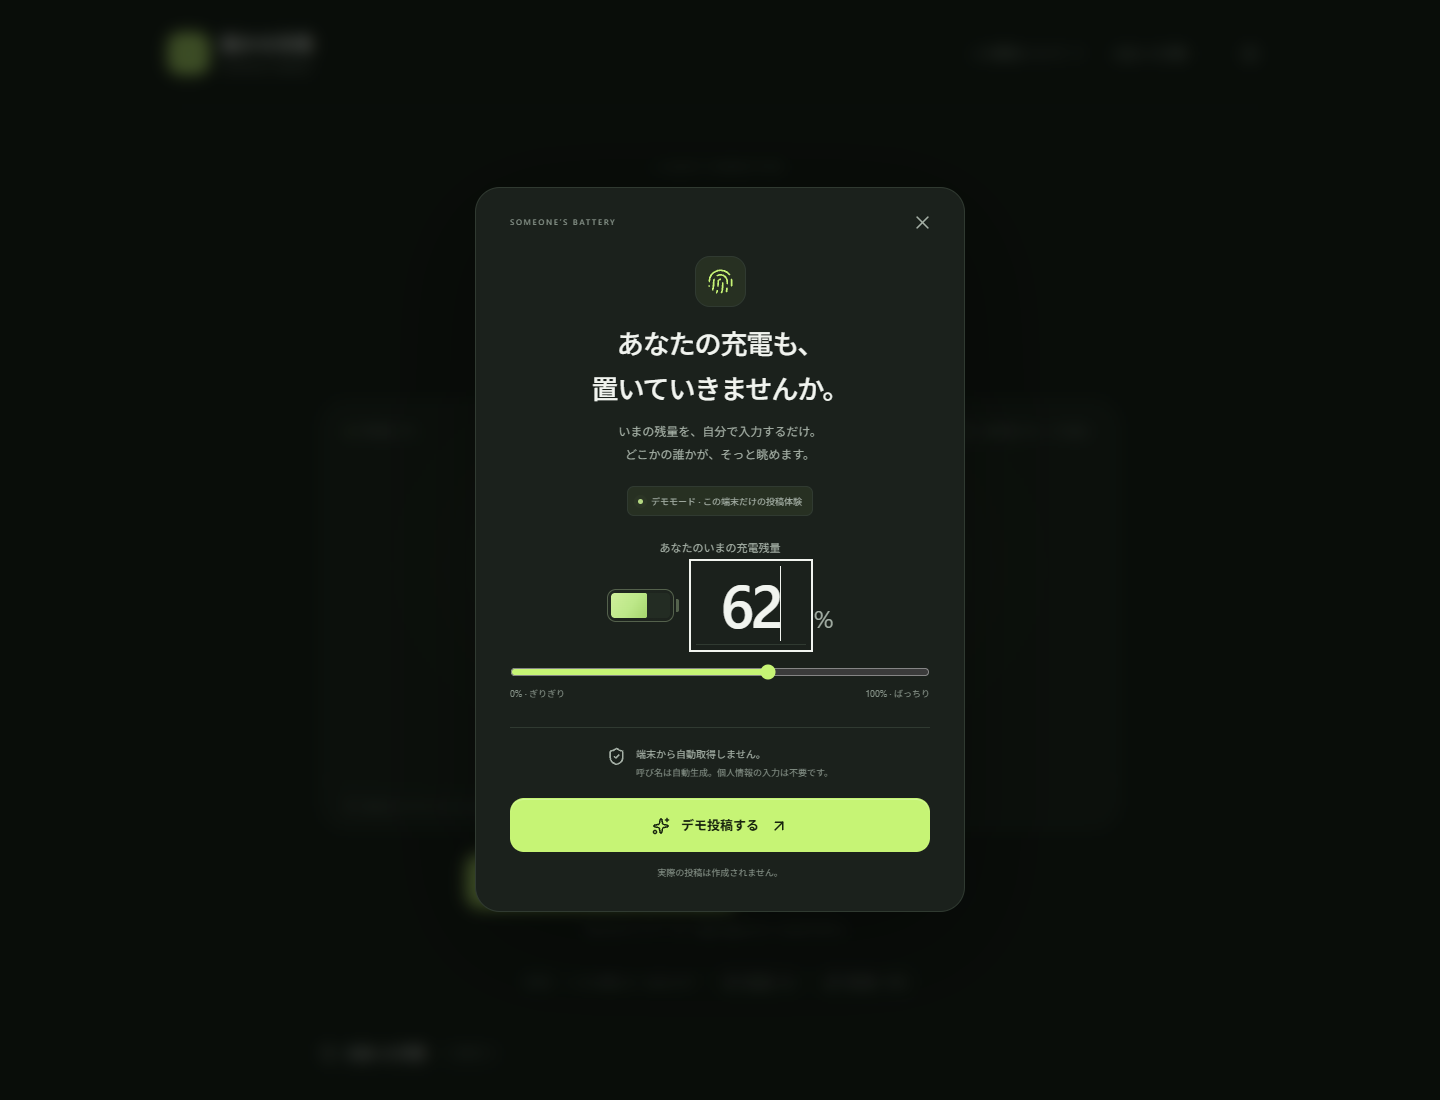 SOMEONE'S BATTERY
あなたの充電も、
置いていきませんか。
いまの残量を、自分で入力するだけ。
どこかの誰かが、そっと眺めます。
デモモード · この端末だけの投稿体験
あなたのいまの充電残量
62%
0% · ぎりぎり
100% · ばっちり
端末から自動取得しません。
呼び名は自動生成。個人情報の入力は不要です。
デモ投稿する
実際の投稿は作成されません。